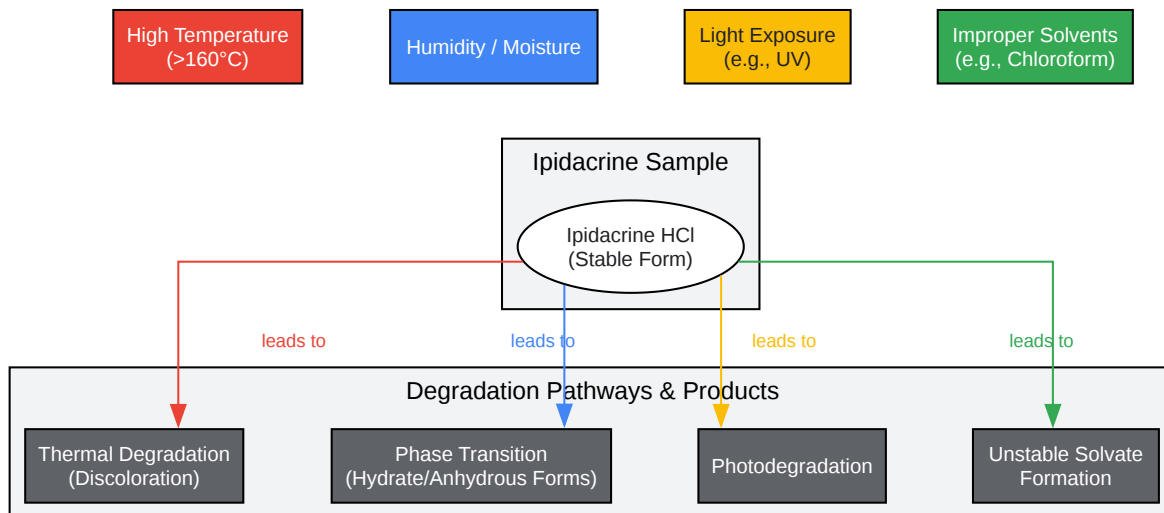 High Temperature
(>160°C)
Humidity / Moisture
Light Exposure
(e.g., UV)
Improper Solvents
(e.g., Chloroform)
Ipidacrine Sample
Ipidacrine HCl
(Stable Form)
leads to
leads to
leads to
leads to
Degradation Pathways & Products
Thermal Degradation
(Discoloration)
Phase Transition
(Hydrate/Anhydrous Forms)
Photodegradation
Unstable Solvate
Formation